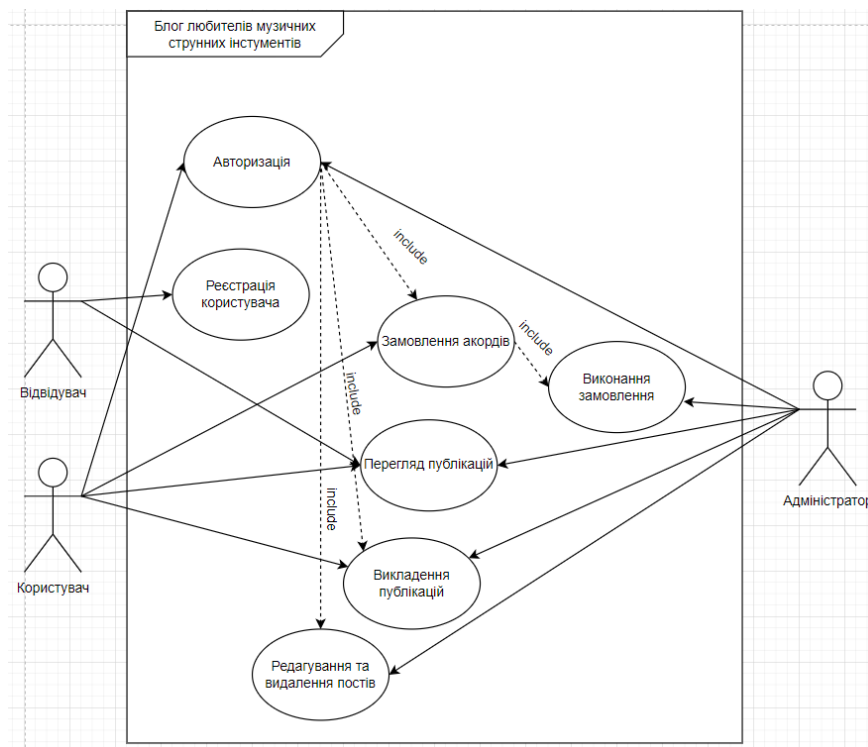 Блог любителів музичних
струнних інстументів
Авторизація
include
Реєстрація
користувача
Замовлення акордів
include
Виконання
замовлення
Відвідувач
include
Перегляд публікацій
include
Адміністратор
Користувач
Викладення
публікацій
Редагування та
видалення постів